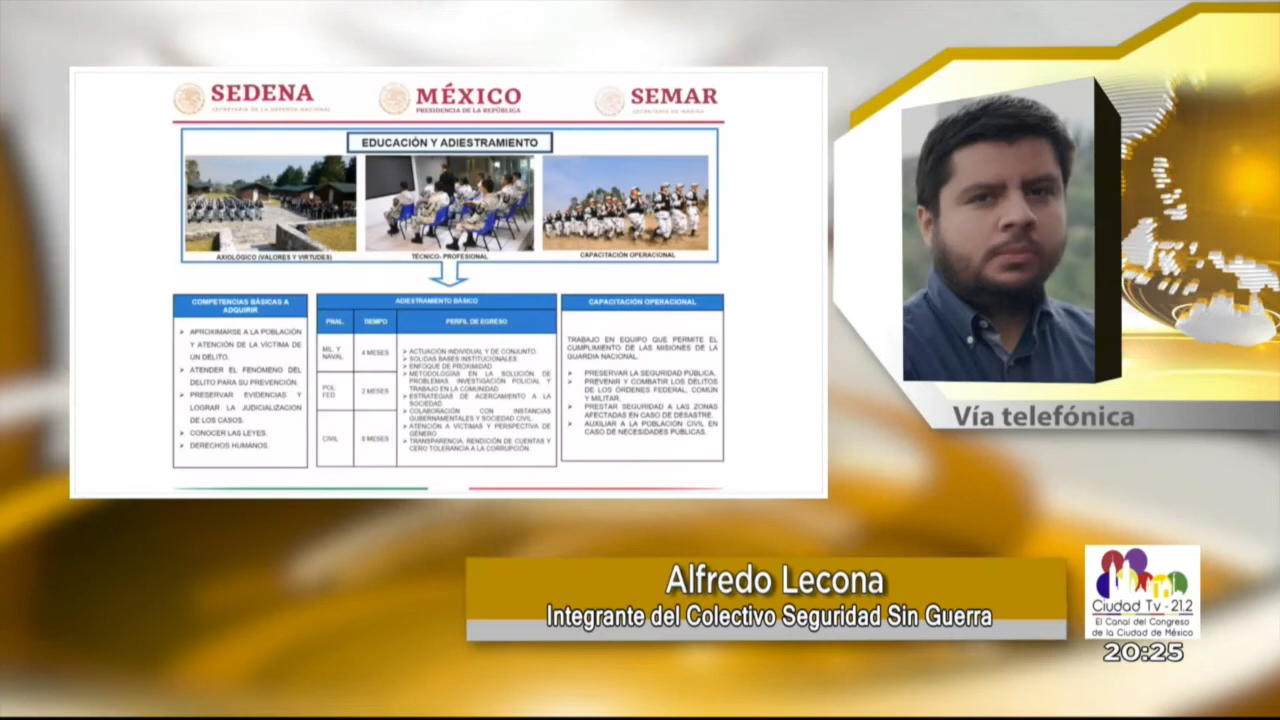 SEDENA
SECRETARÍA DE LA DEFENSA NACIONAL
MÉXICO
PRESIDENCIA DE LA REPÚBLICA
SEMAR
SECRETARÍA DE MARINA
EDUCACIÓN Y ADIESTRAMIENTO
AXIOLÓGICO (VALORES Y VIRTUDES)
TÉCNICO- PROFESIONAL
CAPACITACIÓN OPERACIONAL
COMPETENCIAS BÁSICAS A
ADQUIRIR
➤ APROXIMARSE A LA POBLACIÓN
Y ATENCIÓN DE LA VÍCTIMA DE
UN DELITO.
➤ ATENDER EL FENÓMENO DEL
DELITO PARA SU PREVENCIÓN.
➤ PRESERVAR EVIDENCIAS Y
LOGRAR LA JUDICIALIZACIÓN
DE LOS CASOS.
➤ CONOCER LAS LEYES.
➤ DERECHOS HUMANOS.
ADIESTRAMIENTO BÁSICO
PNAL. TIEMPO PERFIL DE EGRESO
MIL. Y
NAVAL
4 MESES
POL
FED
2 MESES
CIVIL
6 MESES
➤ ACTUACIÓN INDIVIDUAL Y DE CONJUNTO.
➤ SOLIDAS BASES INSTITUCIONALES.
➤ ENFOQUE DE PROXIMIDAD.
➤ METODOLOGÍAS EN LA SOLUCIÓN DE
PROBLEMAS, INVESTIGACIÓN POLICIAL Y
TRABAJO EN LA COMUNIDAD
➤ ESTRATEGIAS DE ACERCAMIENTO A LA
SOCIEDAD.
➤ COLABORACIÓN CON INSTANCIAS
GUBERNAMENTALES Y SOCIEDAD CIVIL.
➤ ATENCIÓN A VÍCTIMAS Y PERSPECTIVA DE
GÉNERO
➤ TRANSPARENCIA, RENDICIÓN DE CUENTAS Y
CERO TOLERANCIA A LA CORRUPCIÓN
CAPACITACIÓN OPERACIONAL
TRABAJO EN EQUIPO QUE PERMITE EL
CUMPLIMIENTO DE LAS MISIONES DE LA
GUARDIA NACIONAL.
➤ PRESERVAR LA SEGURIDAD PÚBLICA.
➤ PREVENIR Y COMBATIR LOS DELITOS
DE LOS ÓRDENES FEDERAL, COMÚN
Y MILITAR.
➤ PRESTAR SEGURIDAD A LAS ZONAS
AFECTADAS EN CASO DE DESASTRE.
➤ AUXILIAR A LA POBLACIÓN CIVIL EN
CASO DE NECESIDADES PÚBLICAS.
Vía telefónica
Alfredo Lecona
Integrante del Colectivo Seguridad Sin Guerra
Ciudad Tv - 21.2
El Canal del Congreso
de la Ciudad de México
20:25